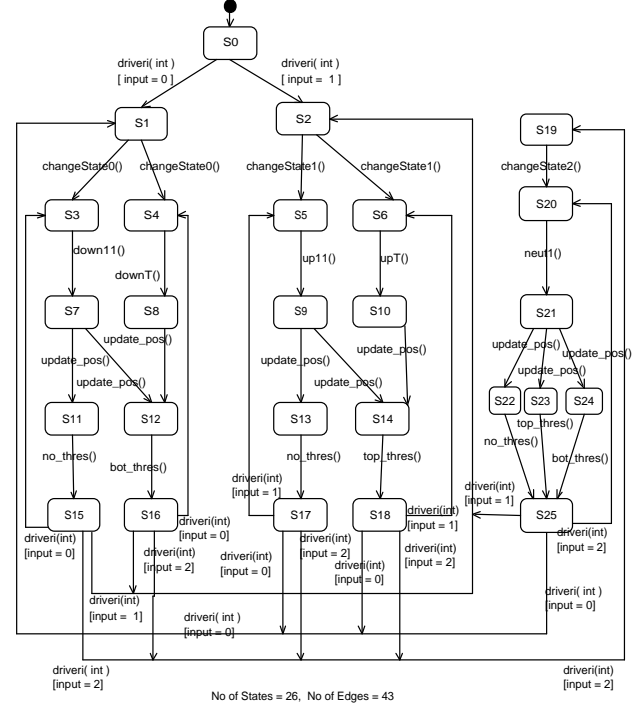 S0
driveri( int )
[ input = 0 ]
driveri( int )
[ input = 1 ]
S1
S2
S19
changeState0()
changeState0()
changeState1()
changeState1()
changeState2()
S3
S4
S5
S6
S20
down11()
downT()
up11()
upT()
neut1()
S7
S8
S9
S10
S21
update_pos()
update_pos()
update_pos()
update_pos()
update_pos()
update_pos()
update_pos()
update_pos()
update_pos()
S11
S12
S13
S14
S22
S23
S24
no_thres()
bot_thres()
no_thres()
top_thres()
no_thres()
top_thres()
bot_thres()
S15
S16
S17
S18
S25
driveri(int)
[input = 0]
driveri(int)
[input = 0]
driveri(int)
[input = 2]
driveri(int)
[input = 1]
driveri(int)
[input = 0]
driveri(int)
[input = 2]
driveri(int)
[input = 0]
driveri(int)
[input = 1]
driveri(int)
[input = 2]
driveri(int)
[input = 1]
driveri(int)
[input = 2]
driveri(int)
[input = 1]
driveri( int )
[input = 0]
driveri( int )
[input = 0]
driveri( int )
[input = 2]
driveri(int)
[input = 2]
No of States = 26, No of Edges = 43